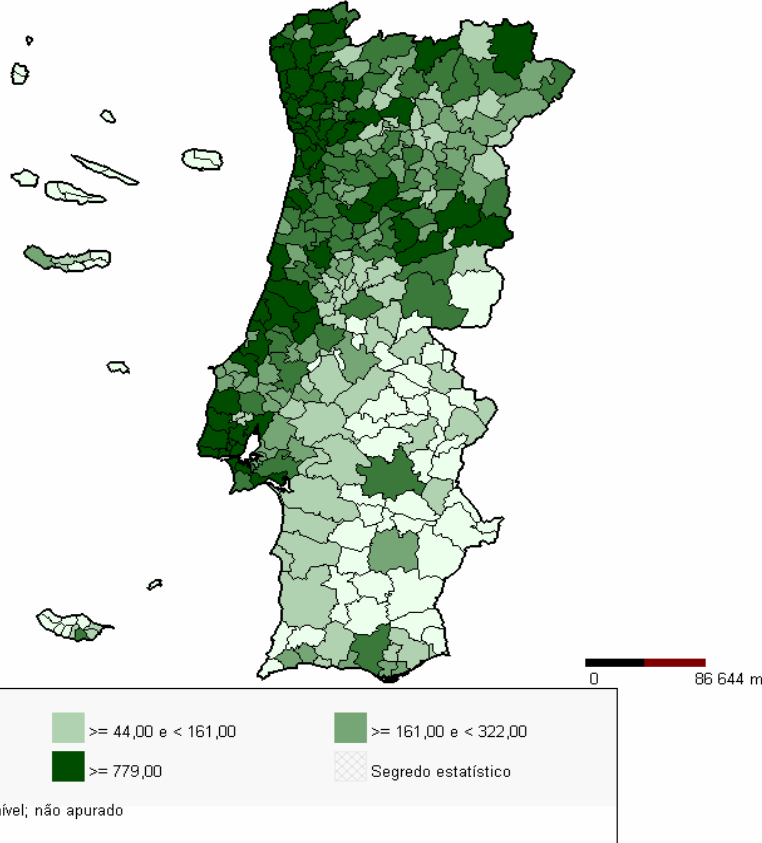 0 86 644 m
>= 44,00 e < 161,00 >= 161,00 e < 322,00
>= 779,00 Segredo estatístico
ível; não apurado